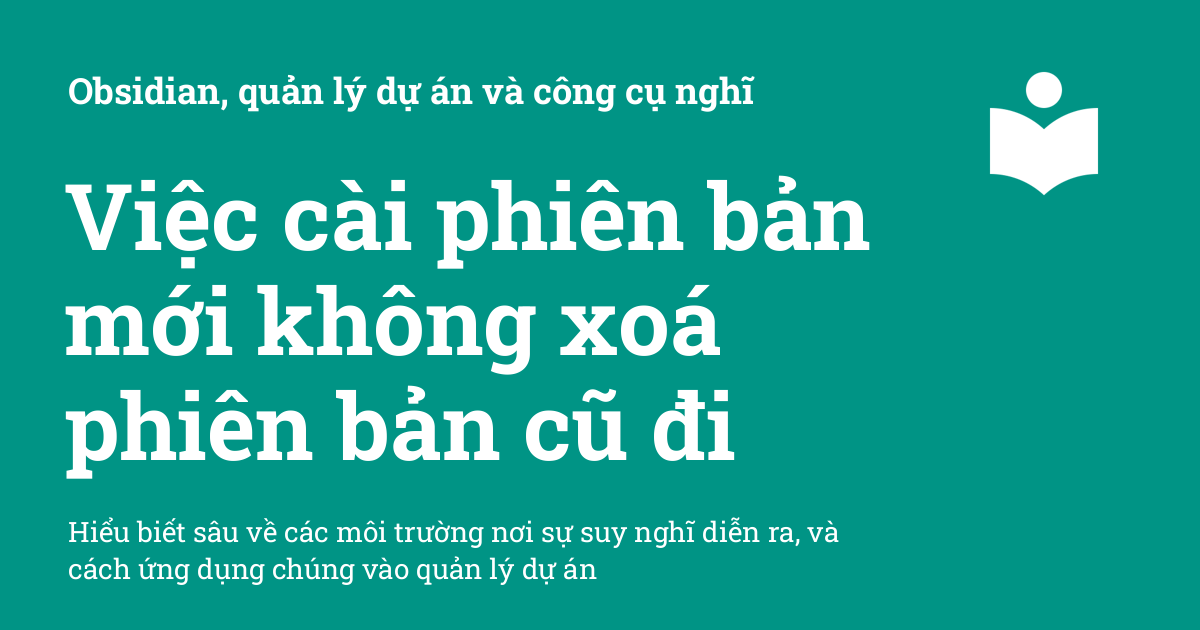 Obsidian, quản lý dự án và công cụ nghĩ
Việc cài phiên bản
mới không xoá
phiên bản cũ đi
Hiểu biết sâu về các môi trường nơi sự suy nghĩ diễn ra, và
cách ứng dụng chúng vào quản lý dự án